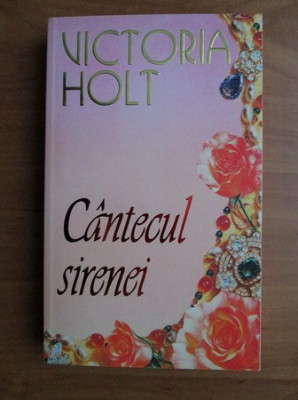 VICTORIA
HOLT
Cântecul
sirenei